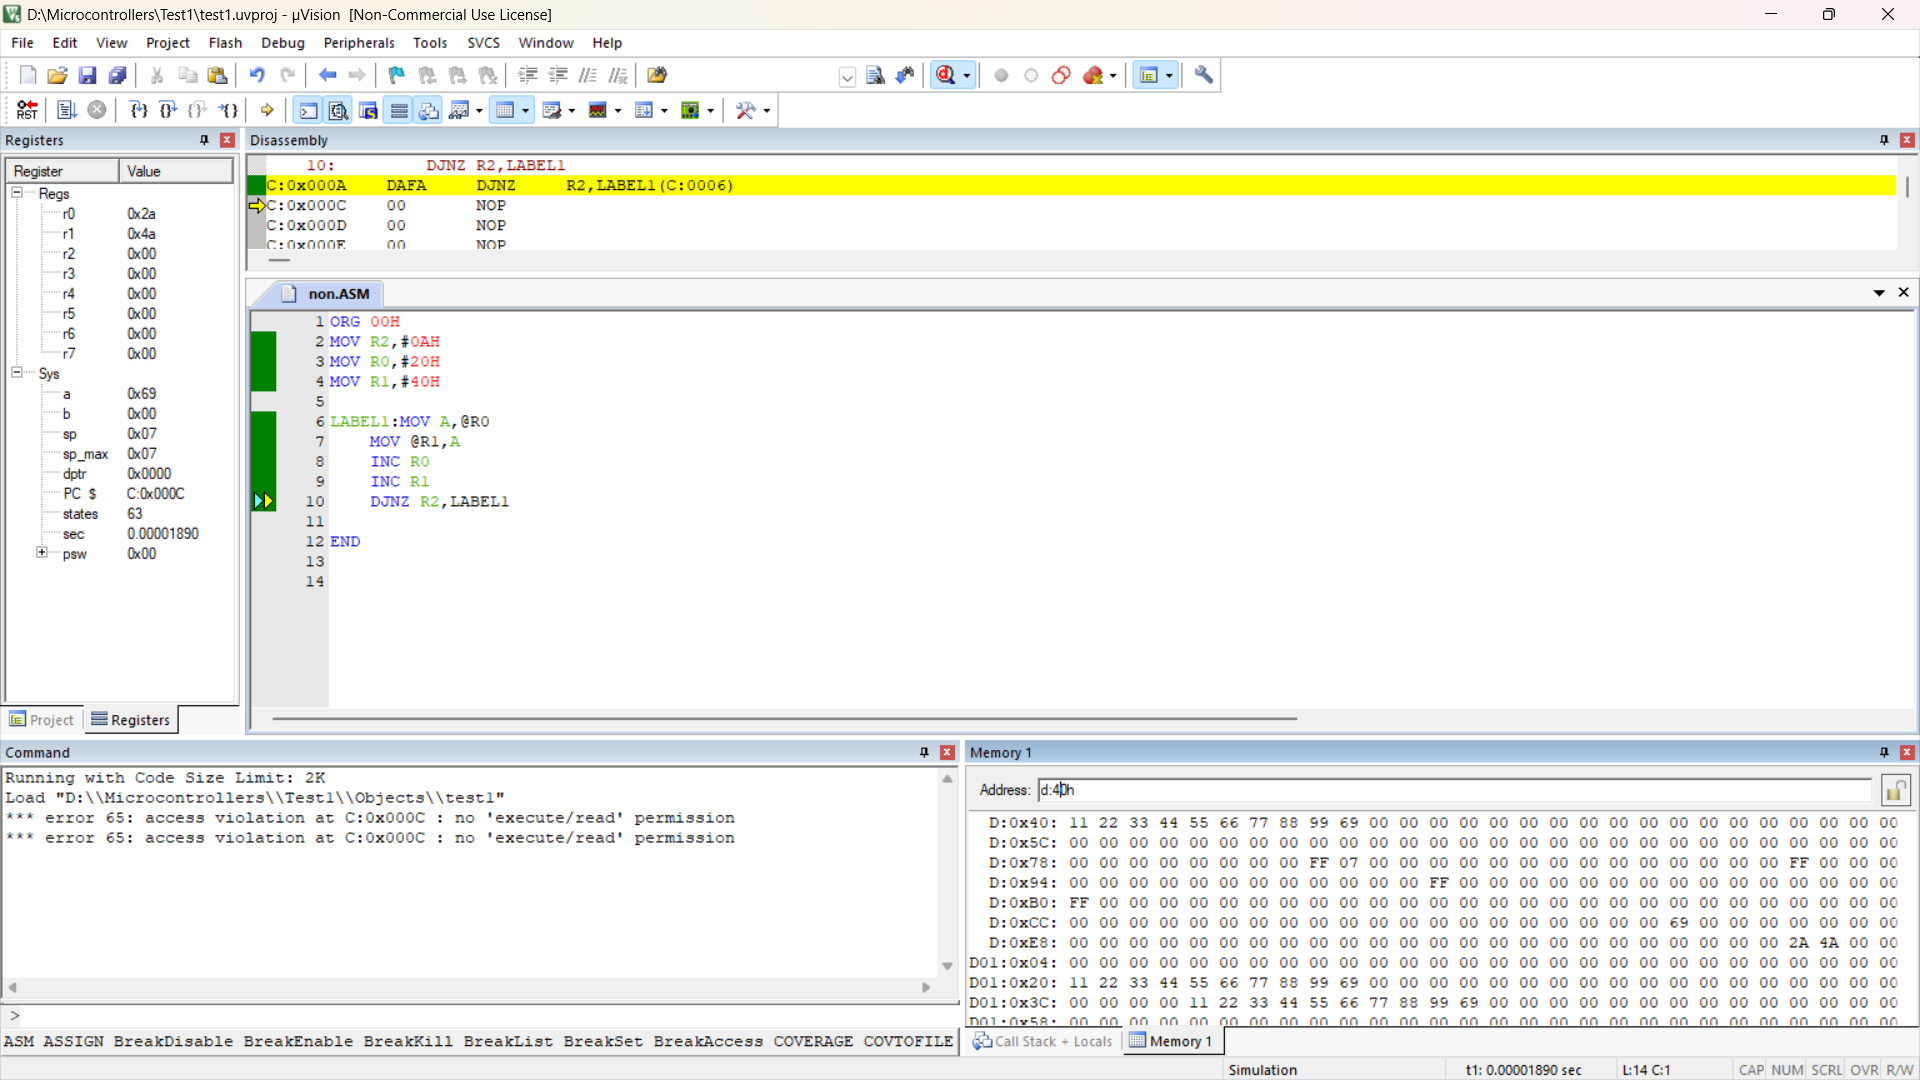 D:\Microcontrollers\Test1\test1.uvproj - µVision  [Non-Commercial Use License]
File Edit View Project Flash Debug Peripherals Tools SVCS Window Help
RST
Registers
Register Value
Regs
r0 0x2a
r1 0x4a
r2 0x00
r3 0x00
r4 0x00
r5 0x00
r6 0x00
r7 0x00
Sys
a 0x69
b 0x00
sp 0x07
sp_max 0x07
dptr 0x0000
PC $ C:0x000C
states 63
sec 0.00001890
psw 0x00
Project Registers
Disassembly
10: DJNZ R2,LABEL1
C:0x000A DAFA DJNZ R2,LABEL1(C:0006)
C:0x000C 00 NOP
C:0x000D 00 NOP
C:0x000E 00 NOP
non.ASM
1 ORG 00H
2 MOV R2,#0AH
3 MOV R0,#20H
4 MOV R1,#40H
5
6 LABEL1:MOV A,@R0
7 MOV @R1,A
8 INC R0
9 INC R1
10 DJNZ R2,LABEL1
11
12 END
13
14
Command
Running with Code Size Limit: 2K
Load "D:\\Microcontrollers\\Test1\\Objects\\test1"
*** error 65: access violation at C:0x000C : no 'execute/read' permission
*** error 65: access violation at C:0x000C : no 'execute/read' permission
>
ASM ASSIGN BreakDisable BreakEnable BreakKill BreakList BreakSet BreakAccess COVERAGE COVTOFILE
Memory 1
Address: d:40h
D:0x40: 11 22 33 44 55 66 77 88 99 69 00 00 00 00 00 00 00 00 00 00 00 00 00 00 00 00 00 00
D:0x5C: 00 00 00 00 00 00 00 00 00 00 00 00 00 00 00 00 00 00 00 00 00 00 00 00 00 00 00 00
D:0x78: 00 00 00 00 00 00 00 00 FF 07 00 00 00 00 00 00 00 00 00 00 00 00 00 00 FF 00 00 00
D:0x94: 00 00 00 00 00 00 00 00 00 00 00 00 FF 00 00 00 00 00 00 00 00 00 00 00 00 00 00 00
D:0xB0: FF 00 00 00 00 00 00 00 00 00 00 00 00 00 00 00 00 00 00 00 00 00 00 00 00 00 00 00
D:0xCC: 00 00 00 00 00 00 00 00 00 00 00 00 00 00 00 00 00 00 00 00 69 00 00 00 00 00 00 00
D:0xE8: 00 00 00 00 00 00 00 00 00 00 00 00 00 00 00 00 00 00 00 00 00 00 00 00 2A 4A 00 00
D01:0x04: 00 00 00 00 00 00 00 00 00 00 00 00 00 00 00 00 00 00 00 00 00 00 00 00 00 00 00 00
D01:0x20: 11 22 33 44 55 66 77 88 99 69 00 00 00 00 00 00 00 00 00 00 00 00 00 00 00 00 00 00
D01:0x3C: 00 00 00 00 11 22 33 44 55 66 77 88 99 69 00 00 00 00 00 00 00 00 00 00 00 00 00 00
D01:0x58: 00 00 00 00 00 00 00 00 00 00 00 00 00 00 00 00 00 00 00 00 00 00 00 00 00 00 00 00
Call Stack + Locals Memory 1
Simulation t1: 0.00001890 sec L:14 C:1 CAP NUM SCRL OVR R/W